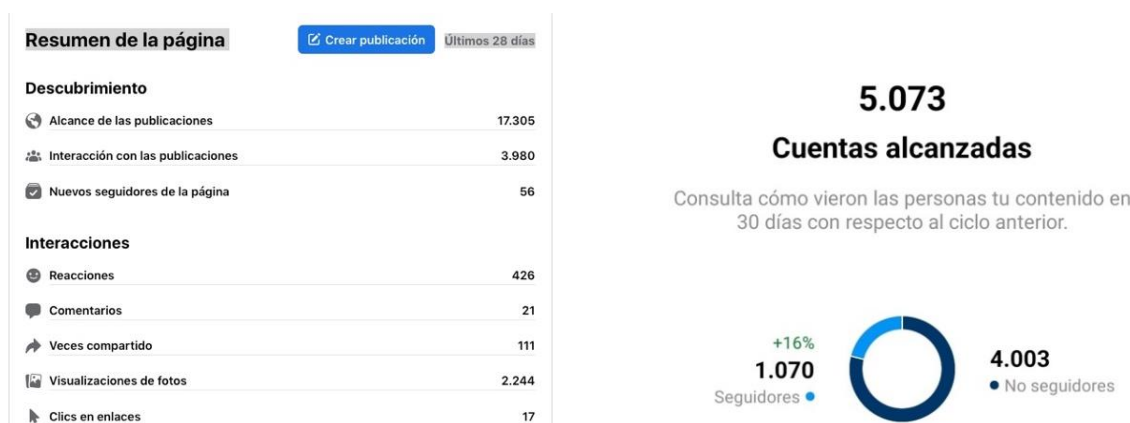 Resumen de la página
Crear publicación
Últimos 28 días
Descubrimiento
Alcance de las publicaciones 17.305
Interacción con las publicaciones 3.980
Nuevos seguidores de la página 56
Interacciones
Reacciones 426
Comentarios 21
Veces compartido 111
Visualizaciones de fotos 2.244
Clics en enlaces 17
5.073
Cuentas alcanzadas
Consulta cómo vieron las personas tu contenido en
30 días con respecto al ciclo anterior.
+16%
1.070
Seguidores
4.003
No seguidores